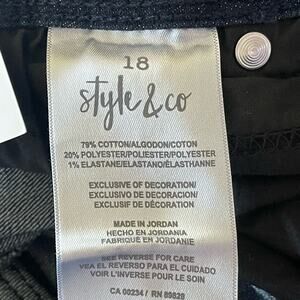 18
style & co
79% COTTON/ALGODON/COTON
20% POLYESTER/POLIESTER/POLYESTER
1% ELASTANE/ELASTANO/ÉLASTHANNE
EXCLUSIVE OF DECORATION
EXCLUSIVO DE DECORACION
EXCLUSIF DE DÉCORATION
MADE IN JORDAN
HECHO EN JORDANIA
FABRIQUÉ EN JORDANIE
SEE REVERSE FOR CARE
VEA EL REVERSO PARA EL CUIDADO
VOIR L'INVERSE POUR LE SOIN
CA 00234 / RN 89828